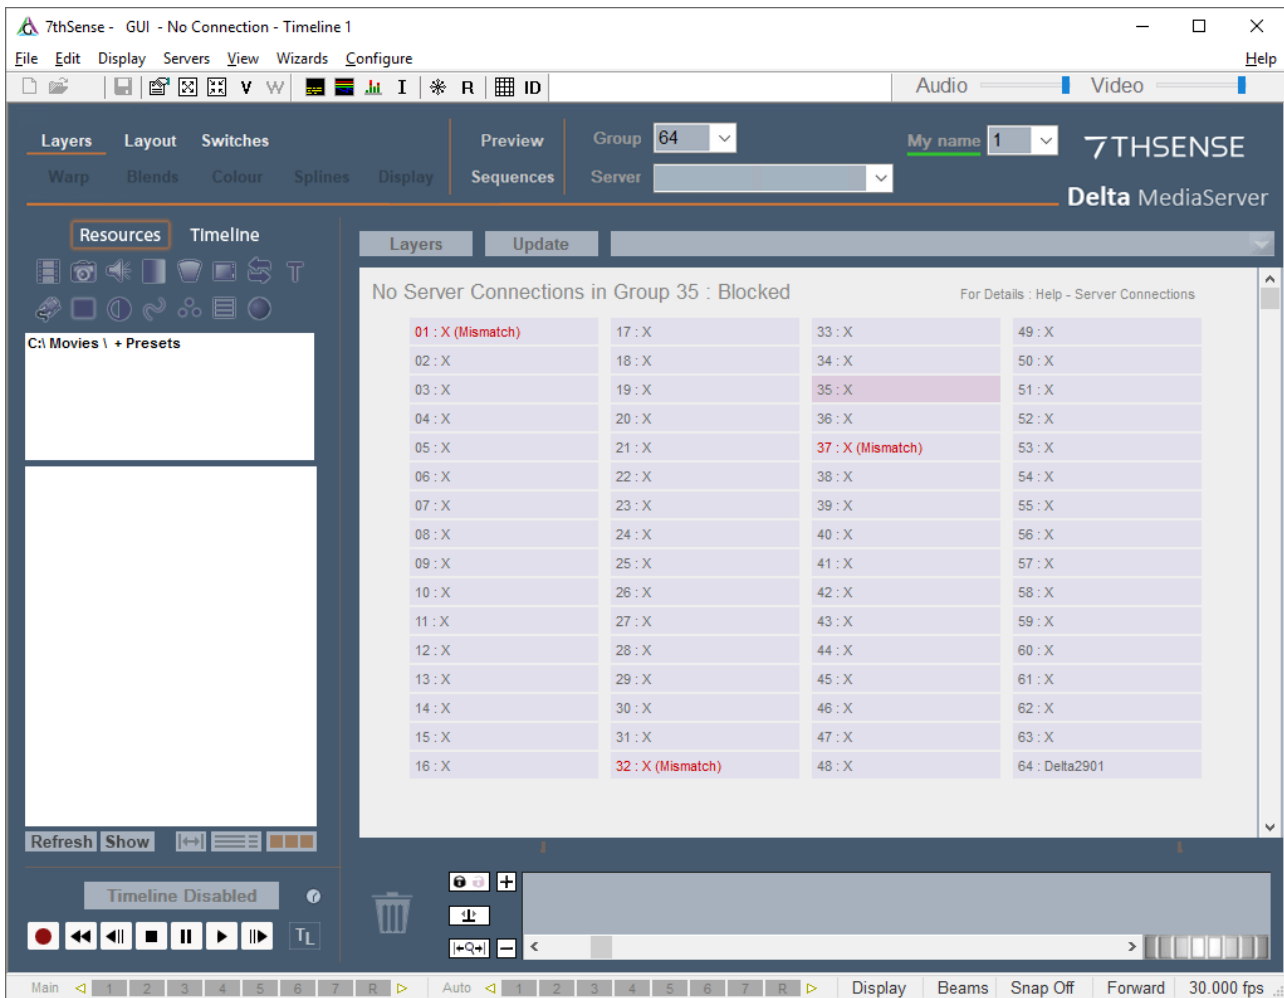 7thSense - GUI - No Connection - Timeline 1
File Edit Display Servers View Wizards Configure Help
V W I R ID Audio Video
Layers Layout Switches Preview Group 64 My name 1 7THSENSE
Warp Blends Colour Splines Display Sequences Server
Delta MediaServer
Resources Timeline
Layers Update
T
No Server Connections in Group 35 : Blocked For Details : Help - Server Connections
C:\ Movies \ + Presets
01 : X (Mismatch) 17 : X 33 : X 49 : X
02 : X 18 : X 34 : X 50 : X
03 : X 19 : X 35 : X 51 : X
04 : X 20 : X 36 : X 52 : X
05 : X 21 : X 37 : X (Mismatch) 53 : X
06 : X 22 : X 38 : X 54 : X
07 : X 23 : X 39 : X 55 : X
08 : X 24 : X 40 : X 56 : X
09 : X 25 : X 41 : X 57 : X
10 : X 26 : X 42 : X 58 : X
11 : X 27 : X 43 : X 59 : X
12 : X 28 : X 44 : X 60 : X
13 : X 29 : X 45 : X 61 : X
14 : X 30 : X 46 : X 62 : X
15 : X 31 : X 47 : X 63 : X
16 : X 32 : X (Mismatch) 48 : X 64 : Delta2901
Refresh Show
Timeline Disabled
TL
Main 1 2 3 4 5 6 7 R Auto 1 2 3 4 5 6 7 R Display Beams Snap Off Forward 30.000 fps